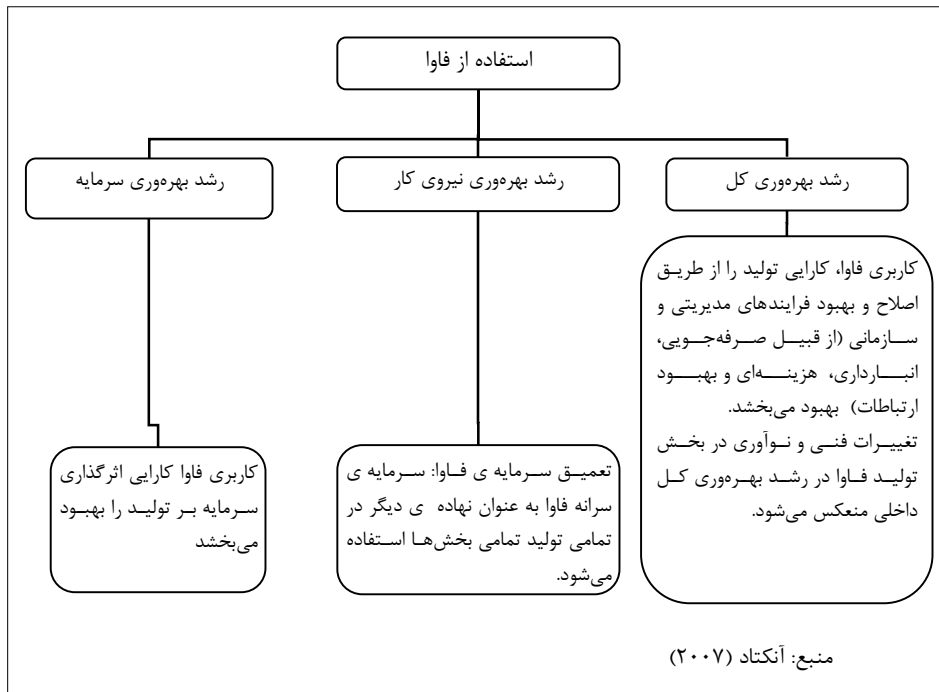 استفاده از فاوا
رشد بهره‌وری کل
رشد بهره‌وری نیروی کار
رشد بهره‌وری سرمایه
کاربری فاوا، کارایی تولید را از طریق
اصلاح و بهبود فرایندهای مدیریتی و
سازمانی (از قبیل صرفه‌جویی،
انبارداری، هزینه‌ای و بهبود
ارتباطات) بهبود می‌بخشد.
تغییرات فنی و نوآوری در بخش
تولید فاوا در رشد بهره‌وری کل
داخلی منعکس می‌شود.
تعمیق سرمایه ی فاوا: سرمایه ی
سرانه فاوا به عنوان نهاده ی دیگر در
تمامی تولید تمامی بخش‌ها استفاده
می‌شود.
کاربری فاوا کارایی اثرگذاری
سرمایه بر تولید را بهبود
می‌بخشد
منبع: آنکتاد (۲۰۰۷)